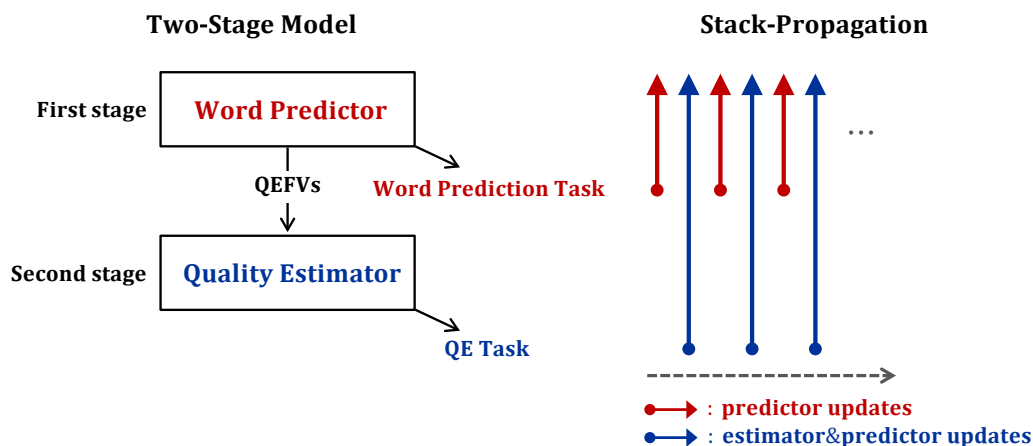 Two-Stage Model
Stack-Propagation
First stage
Word Predictor
QEFVs
Word Prediction Task
...
Second stage
Quality Estimator
QE Task
: predictor updates
: estimator&predictor updates